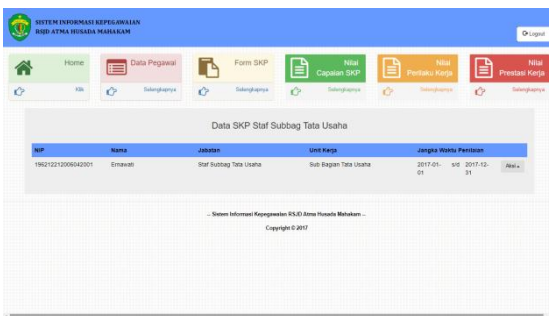 SISTEM INFORMASI KEPEGAWAIAN
RSJD ATMA HUSADA MAHAKAM
Logout
Home
Klik
Data Pegawai
Selengkapnya
Form SKP
Selengkapnya
Nilai
Capaian SKP
Selengkapnya
Nilai
Perilaku Kerja
Selengkapnya
Nilai
Prestasi Kerja
Selengkapnya
Data SKP Staf Subbag Tata Usaha
NIP Nama Jabatan Unit Kerja Jangka Waktu Penilaian
196212212006042001 Ernawati Staf Subbag Tata Usaha Sub Bagian Tata Usaha 2017-01-01 s/d 2017-12-31 Aksi
-- Sistem Informasi Kepegawaian RSJD Atma Husada Mahakam --
Copyright © 2017